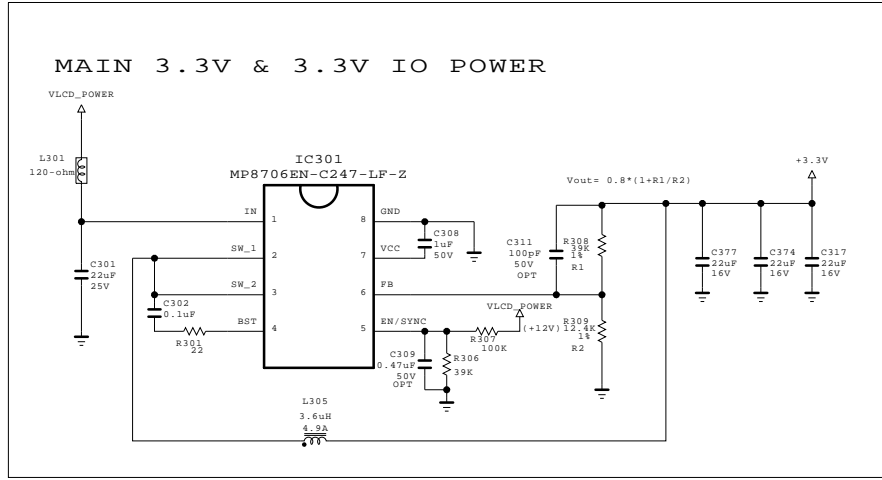 MAIN 3.3V & 3.3V IO POWER
VLCD_POWER
L301
120-ohm
C301
22uF
25V
IC301
MP8706EN-C247-LF-Z
IN
1
SW_1
2
SW_2
3
BST
4
8
GND
7
VCC
6
FB
5
EN/SYNC
C302
0.1uF
R301
22
C308
1uF
50V
C309
0.47uF
50V
OPT
R306
39K
R307
100K
VLCD_POWER
(+12V)
C311
100pF
50V
OPT
R308
39K
1%
R1
R309
12.4K
1%
R2
Vout= 0.8*(1+R1/R2)
+3.3V
C377
22uF
16V
C374
22uF
16V
C317
22uF
16V
L305
3.6uH
4.9A